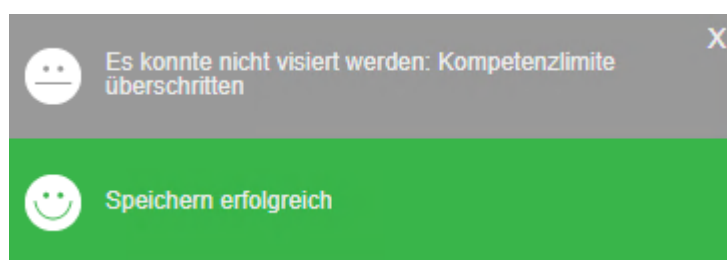 Es konnte nicht visiert werden: Kompetenzlimite
überschritten
X
Speichern erfolgreich